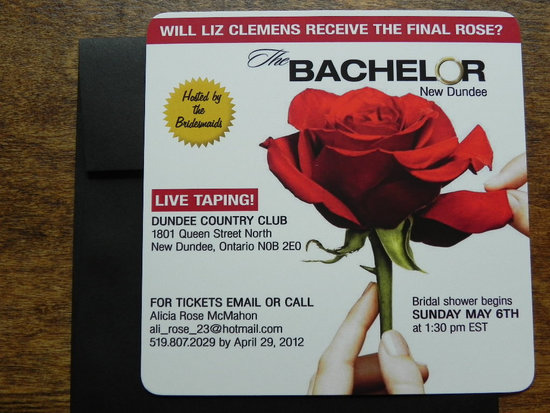 WILL LIZ CLEMENS RECEIVE THE FINAL ROSE?
The
BACHELOR
New Dundee
Hosted by
the
Bridesmaids
LIVE TAPING!
DUNDEE COUNTRY CLUB
1801 Queen Street North
New Dundee, Ontario N0B 2E0
FOR TICKETS EMAIL OR CALL
Alicia Rose McMahon
ali_rose_23@hotmail.com
519.807.2029 by April 29, 2012
Bridal shower begins
SUNDAY MAY 6TH
at 1:30 pm EST